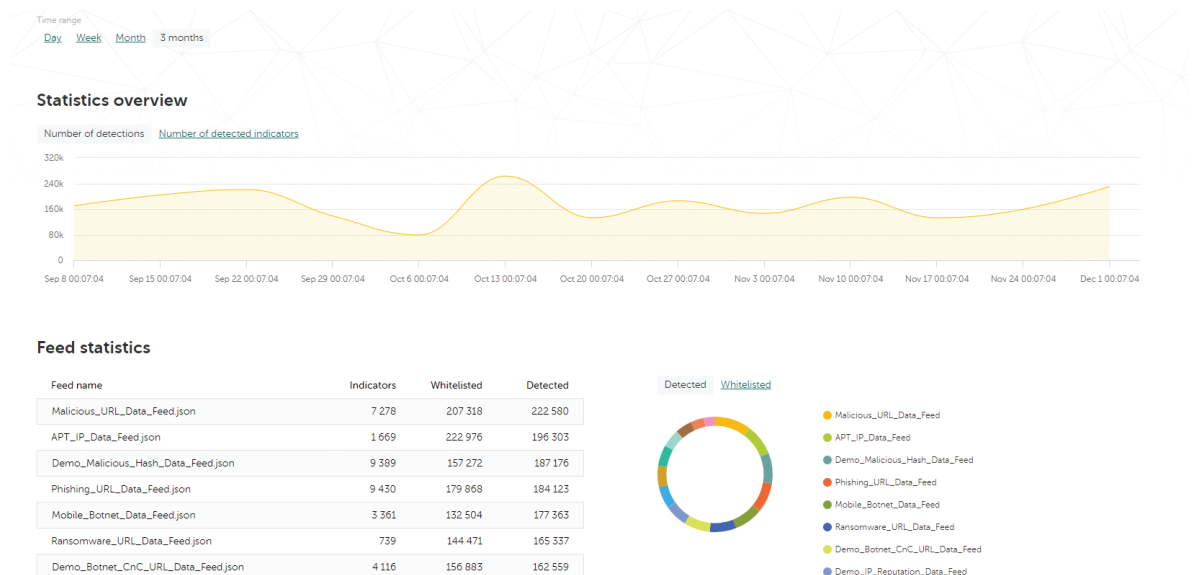 Time range
Day Week Month 3 months
Statistics overview
Number of detections Number of detected indicators
320k
240k
160k
80k
0
Sep 8 00:07:04 Sep 15 00:07:04 Sep 22 00:07:04 Sep 29 00:07:04 Oct 6 00:07:04 Oct 13 00:07:04 Oct 20 00:07:04 Oct 27 00:07:04 Nov 3 00:07:04 Nov 10 00:07:04 Nov 17 00:07:04 Nov 24 00:07:04 Dec 1 00:07:04
Feed statistics
Feed name Indicators Whitelisted Detected
Malicious_URL_Data_Feed.json 7 278 207 318 222 580
APT_IP_Data_Feed.json 1 669 222 976 196 303
Demo_Malicious_Hash_Data_Feed.json 9 389 157 272 187 176
Phishing_URL_Data_Feed.json 9 430 179 868 184 123
Mobile_Botnet_Data_Feed.json 3 361 132 504 177 363
Ransomware_URL_Data_Feed.json 739 144 471 165 337
Demo_Botnet_CnC_URL_Data_Feed.json 4 116 156 883 162 559
Detected Whitelisted
Malicious_URL_Data_Feed
APT_IP_Data_Feed
Demo_Malicious_Hash_Data_Feed
Phishing_URL_Data_Feed
Mobile_Botnet_Data_Feed
Ransomware_URL_Data_Feed
Demo_Botnet_CnC_URL_Data_Feed
Demo_IP_Reputation_Data_Feed